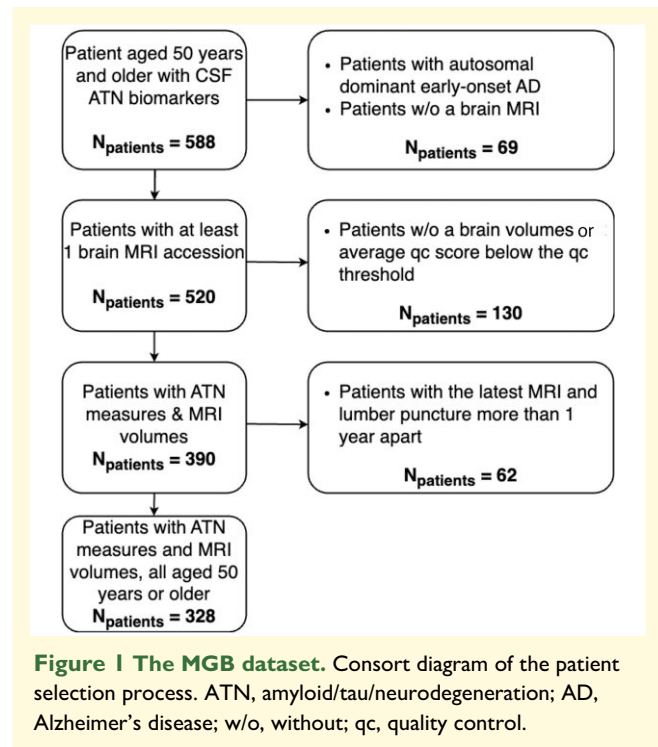 Patient aged 50 years
and older with CSF
ATN biomarkers
Npatients = 588
• Patients with autosomal
dominant early-onset AD
• Patients w/o a brain MRI
Npatients = 69
Patients with at least
1 brain MRI accession
Npatients = 520
• Patients w/o a brain volumes or
average qc score below the qc
threshold
Npatients = 130
Patients with ATN
measures & MRI
volumes
Npatients = 390
• Patients with the latest MRI and
lumber puncture more than 1
year apart
Npatients = 62
Patients with ATN
measures and MRI
volumes, all aged 50
years or older
Npatients = 328
Figure 1 The MGB dataset. Consort diagram of the patient
selection process. ATN, amyloid/tau/neurodegeneration; AD,
Alzheimer's disease; w/o, without; qc, quality control.